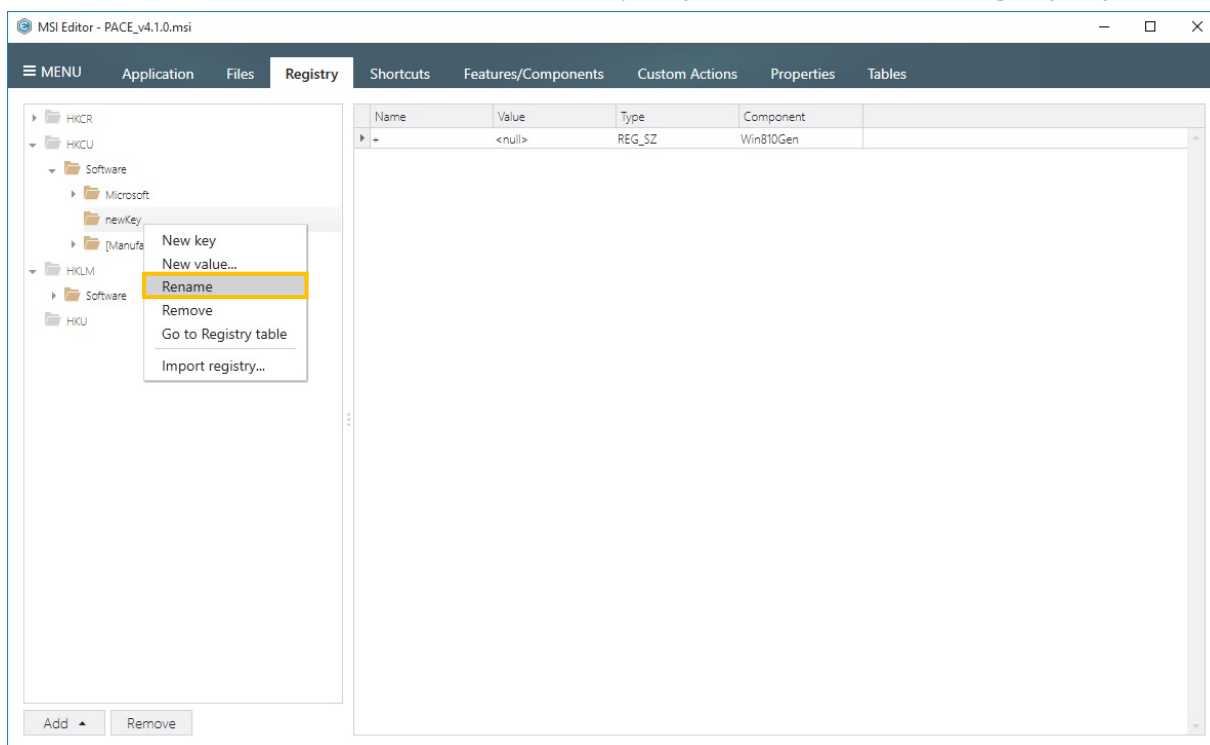 MSI Editor - PACE_v4.1.0.msi
MENU Application Files Registry Shortcuts Features/Components Custom Actions Properties Tables
HKCR
HKCU
Software
Microsoft
newKey
[Manufa
HKLM
Software
HKU
New key
New value...
Rename
Remove
Go to Registry table
Import registry...
Name Value Type Component
+ <null> REG_SZ Win810Gen
Add Remove